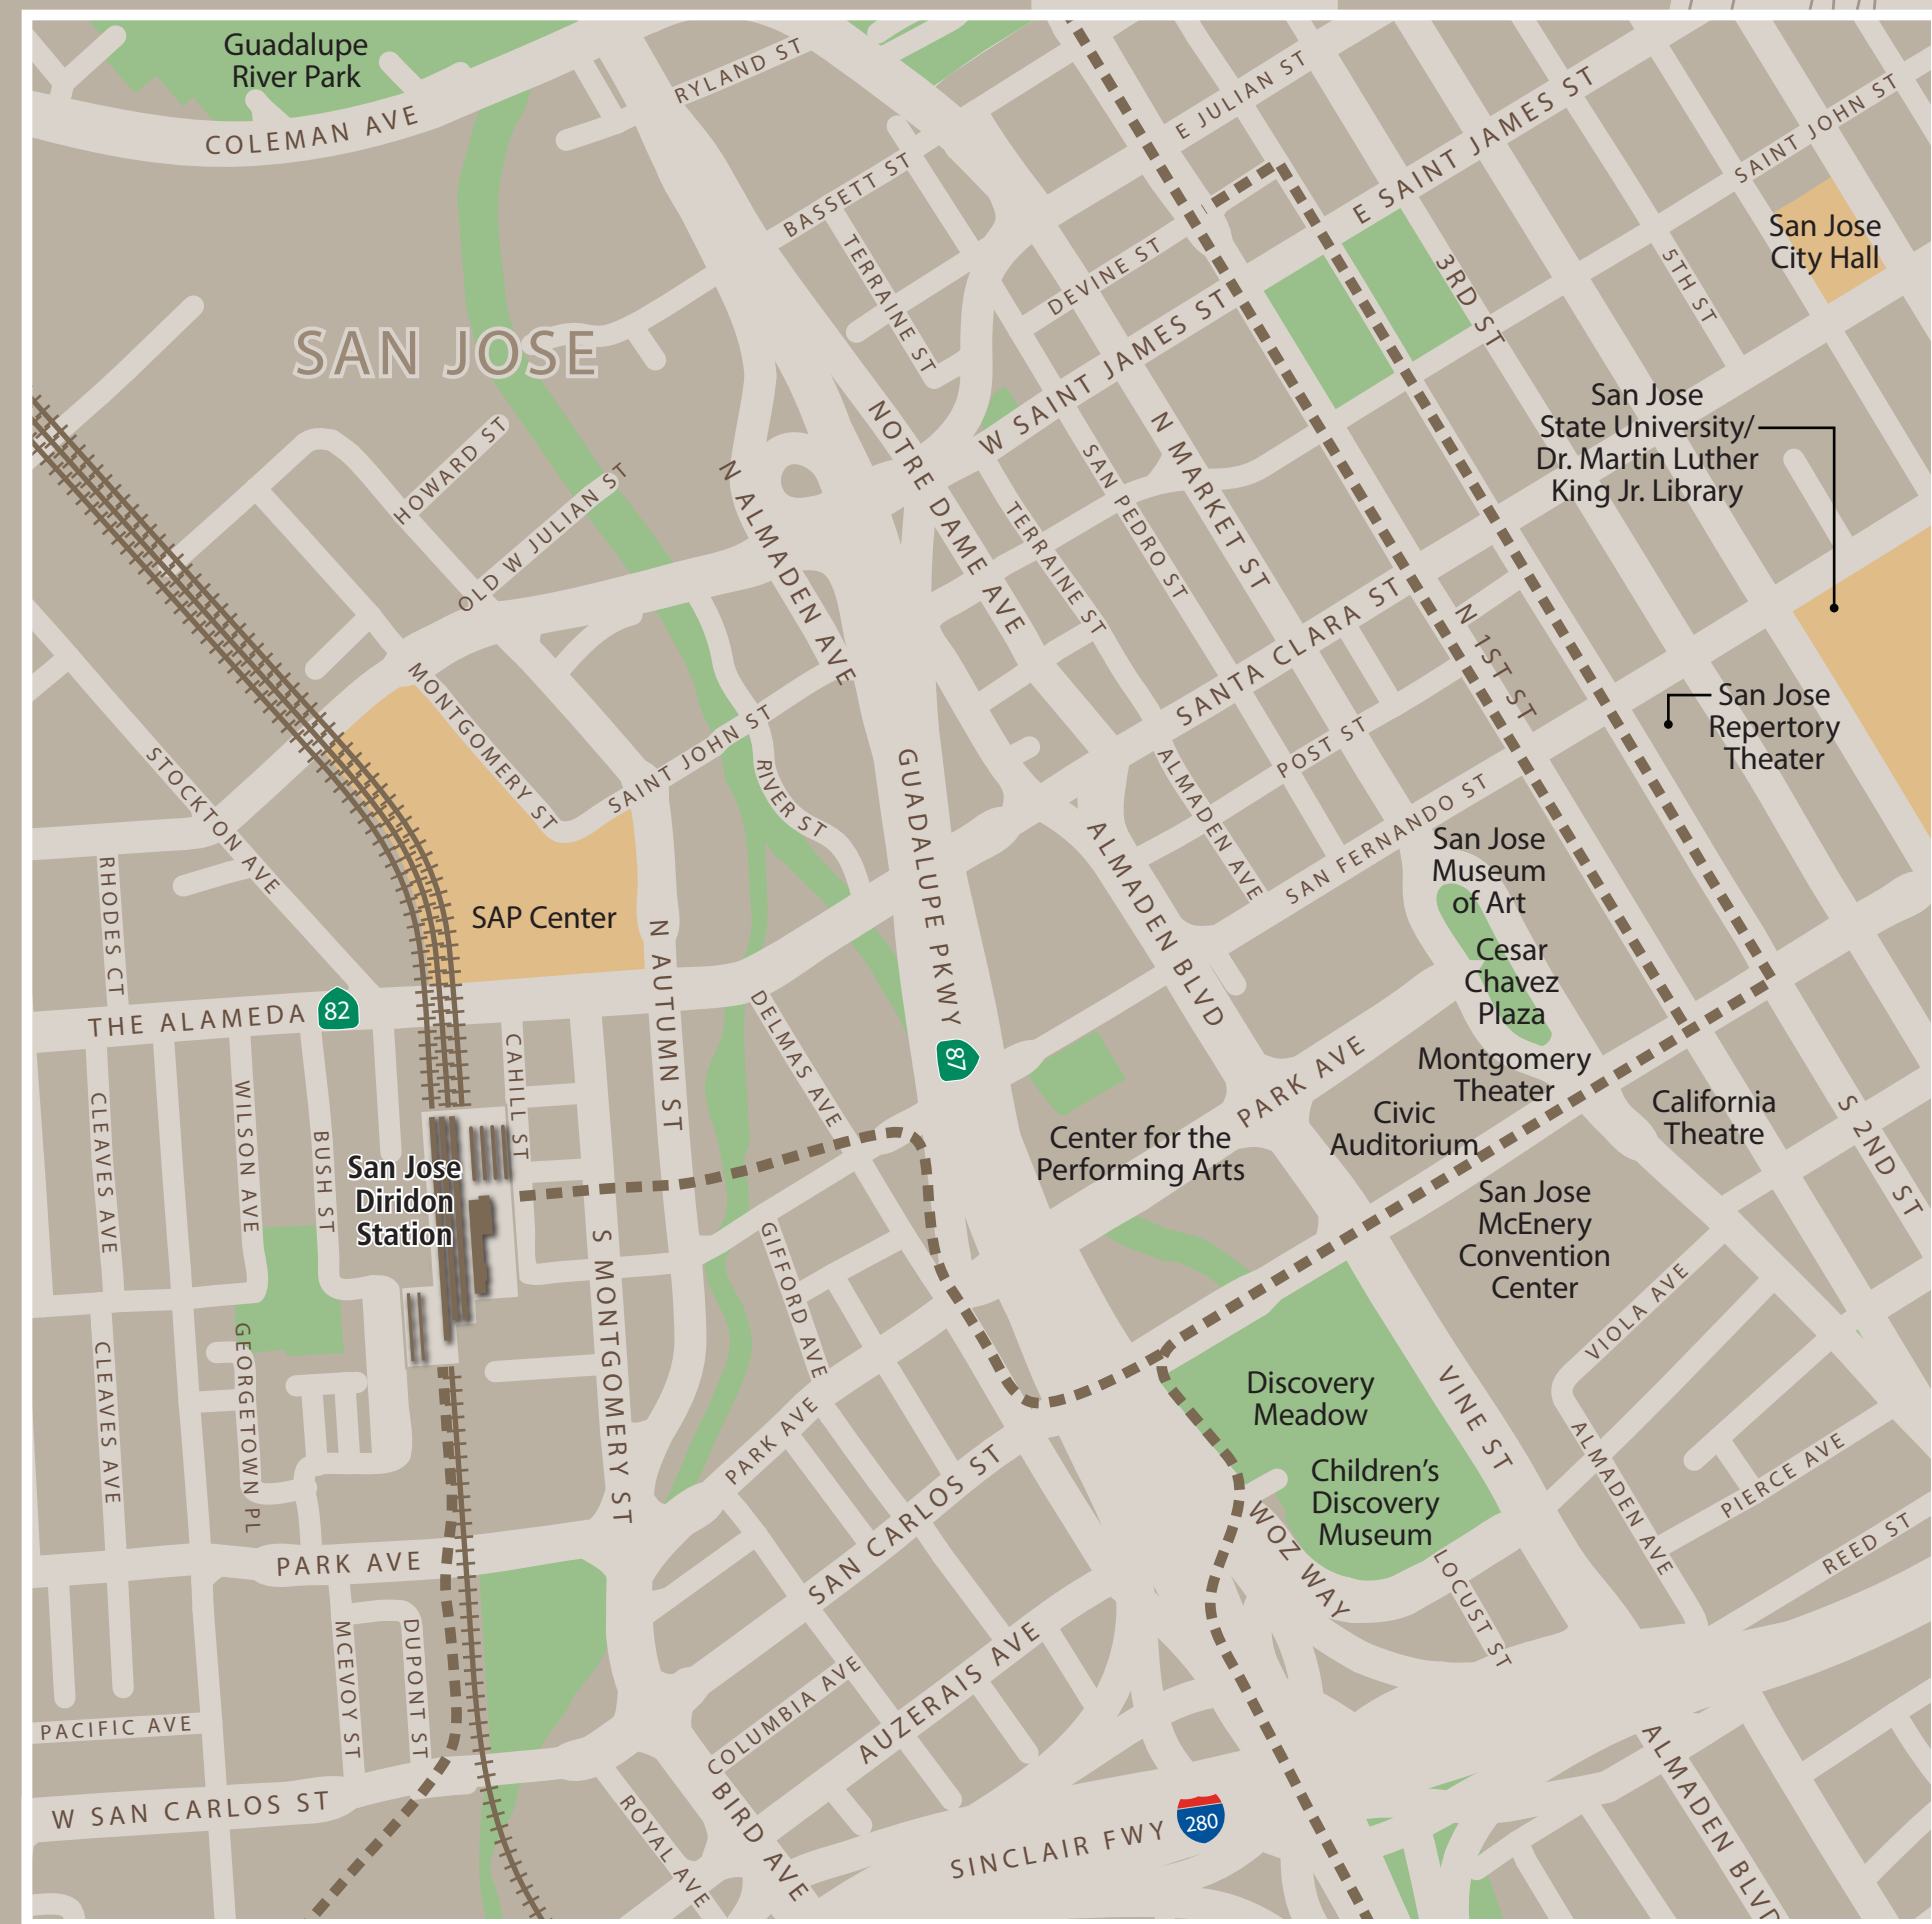 Guadalupe
River Park
COLEMAN AVE
RYLAND ST
E JULIAN ST
E SAINT JAMES ST
SAINT JOHN ST
San Jose
City Hall
BASSETT ST
TERRAINE ST
DEVINE ST
3RD ST
5TH ST
SAN JOSE
W SAINT JAMES ST
HOWARD ST
OLD W JULIAN ST
N ALMADEN AVE
NOTRE DAME AVE
N MARKET ST
SAN PEDRO ST
TERRAINE ST
San Jose
State University/
Dr. Martin Luther
King Jr. Library
SANTA CLARA ST
N 1ST ST
MONTGOMERY ST
SAINT JOHN ST
RIVER ST
STOCKTON AVE
GUADALUPE PKWY
ALMADEN AVE
POST ST
San Jose
Repertory
Theater
RHODES CT
SAP Center
N AUTUMN ST
ALMADEN BLVD
SAN FERNANDO ST
San Jose
Museum
of Art
Cesar
Chavez
Plaza
THE ALAMEDA
82
CAHILL ST
DELMAS AVE
87
PARK AVE
Montgomery
Theater
Civic
Auditorium
California
Theatre
S 2ND ST
CLEAVES AVE
WILSON AVE
BUSH ST
San Jose
Diridon
Station
Center for the
Performing Arts
San Jose
McEnery
Convention
Center
S MONTGOMERY ST
GIFFORD AVE
VIOLA AVE
CLEAVES AVE
GEORGETOWN PL
PARK AVE
Discovery
Meadow
Children's
Discovery
Museum
VINE ST
ALMADEN AVE
PIERCE AVE
REED ST
SAN CARLOS ST
WOZ WAY
LOCUST ST
PARK AVE
MCEVOY ST
DUPONT ST
PACIFIC AVE
COLUMBIA AVE
AUZERAIS AVE
W SAN CARLOS ST
ROYAL AVE
BIRD AVE
SINCLAIR FWY
280
ALMADEN BLVD